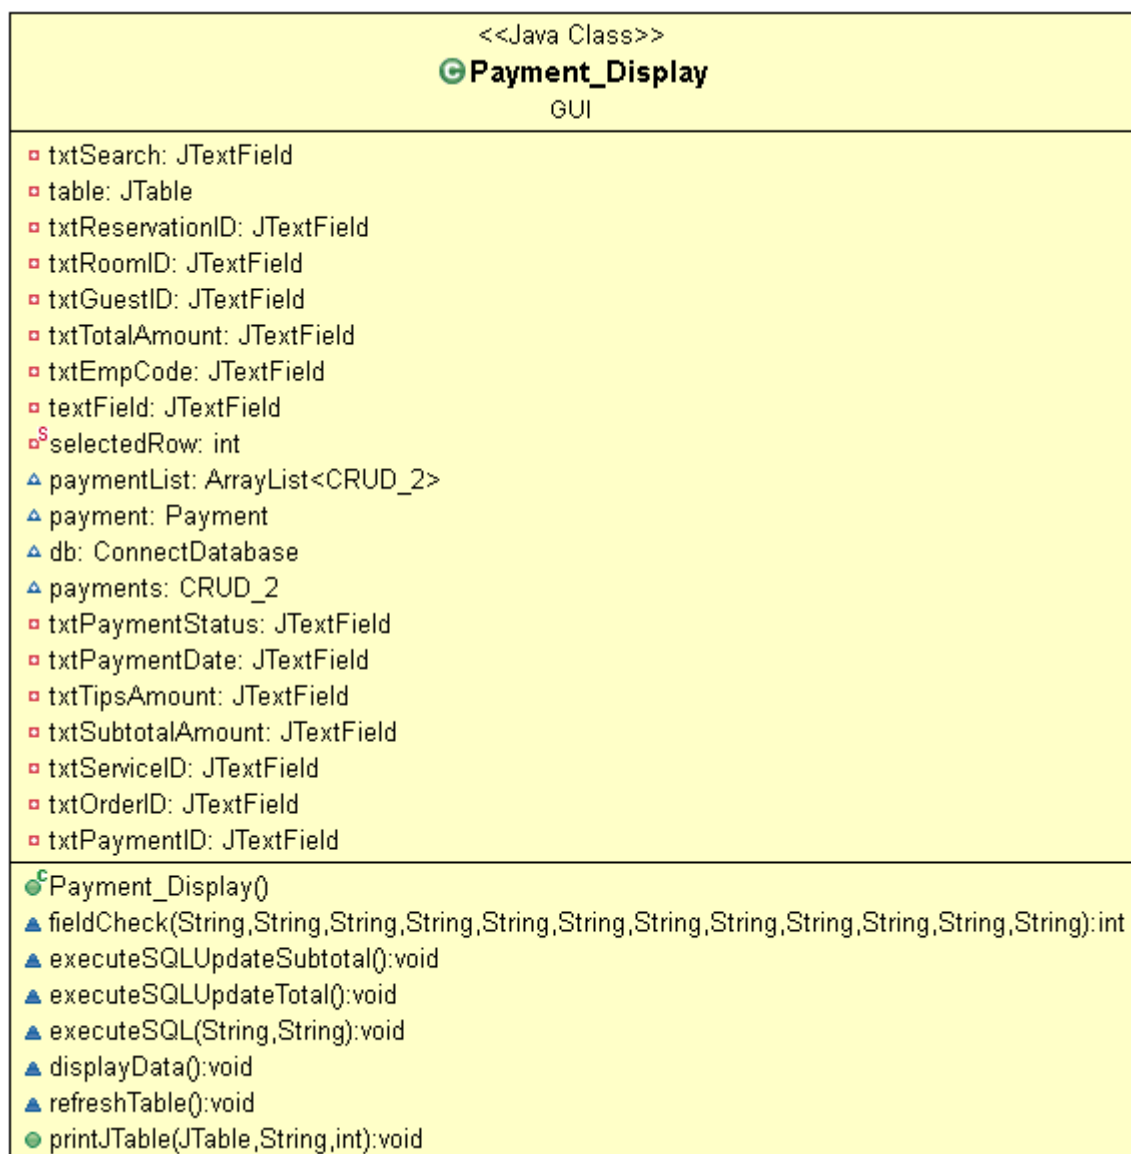 <<Java Class>>
C Payment_Display
GUI
txtSearch: JTextField
table: JTable
txtReservationID: JTextField
txtRoomID: JTextField
txtGuestID: JTextField
txtTotalAmount: JTextField
txtEmpCode: JTextField
textField: JTextField
S selectedRow: int
paymentList: ArrayList<CRUD_2>
payment: Payment
db: ConnectDatabase
payments: CRUD_2
txtPaymentStatus: JTextField
txtPaymentDate: JTextField
txtTipsAmount: JTextField
txtSubtotalAmount: JTextField
txtServiceID: JTextField
txtOrderID: JTextField
txtPaymentID: JTextField
C Payment_Display()
fieldCheck(String,String,String,String,String,String,String,String,String,String,String,String):int
executeSQLUpdateSubtotal():void
executeSQLUpdateTotal():void
executeSQL(String,String):void
displayData():void
refreshTable():void
printJTable(JTable,String,int):void